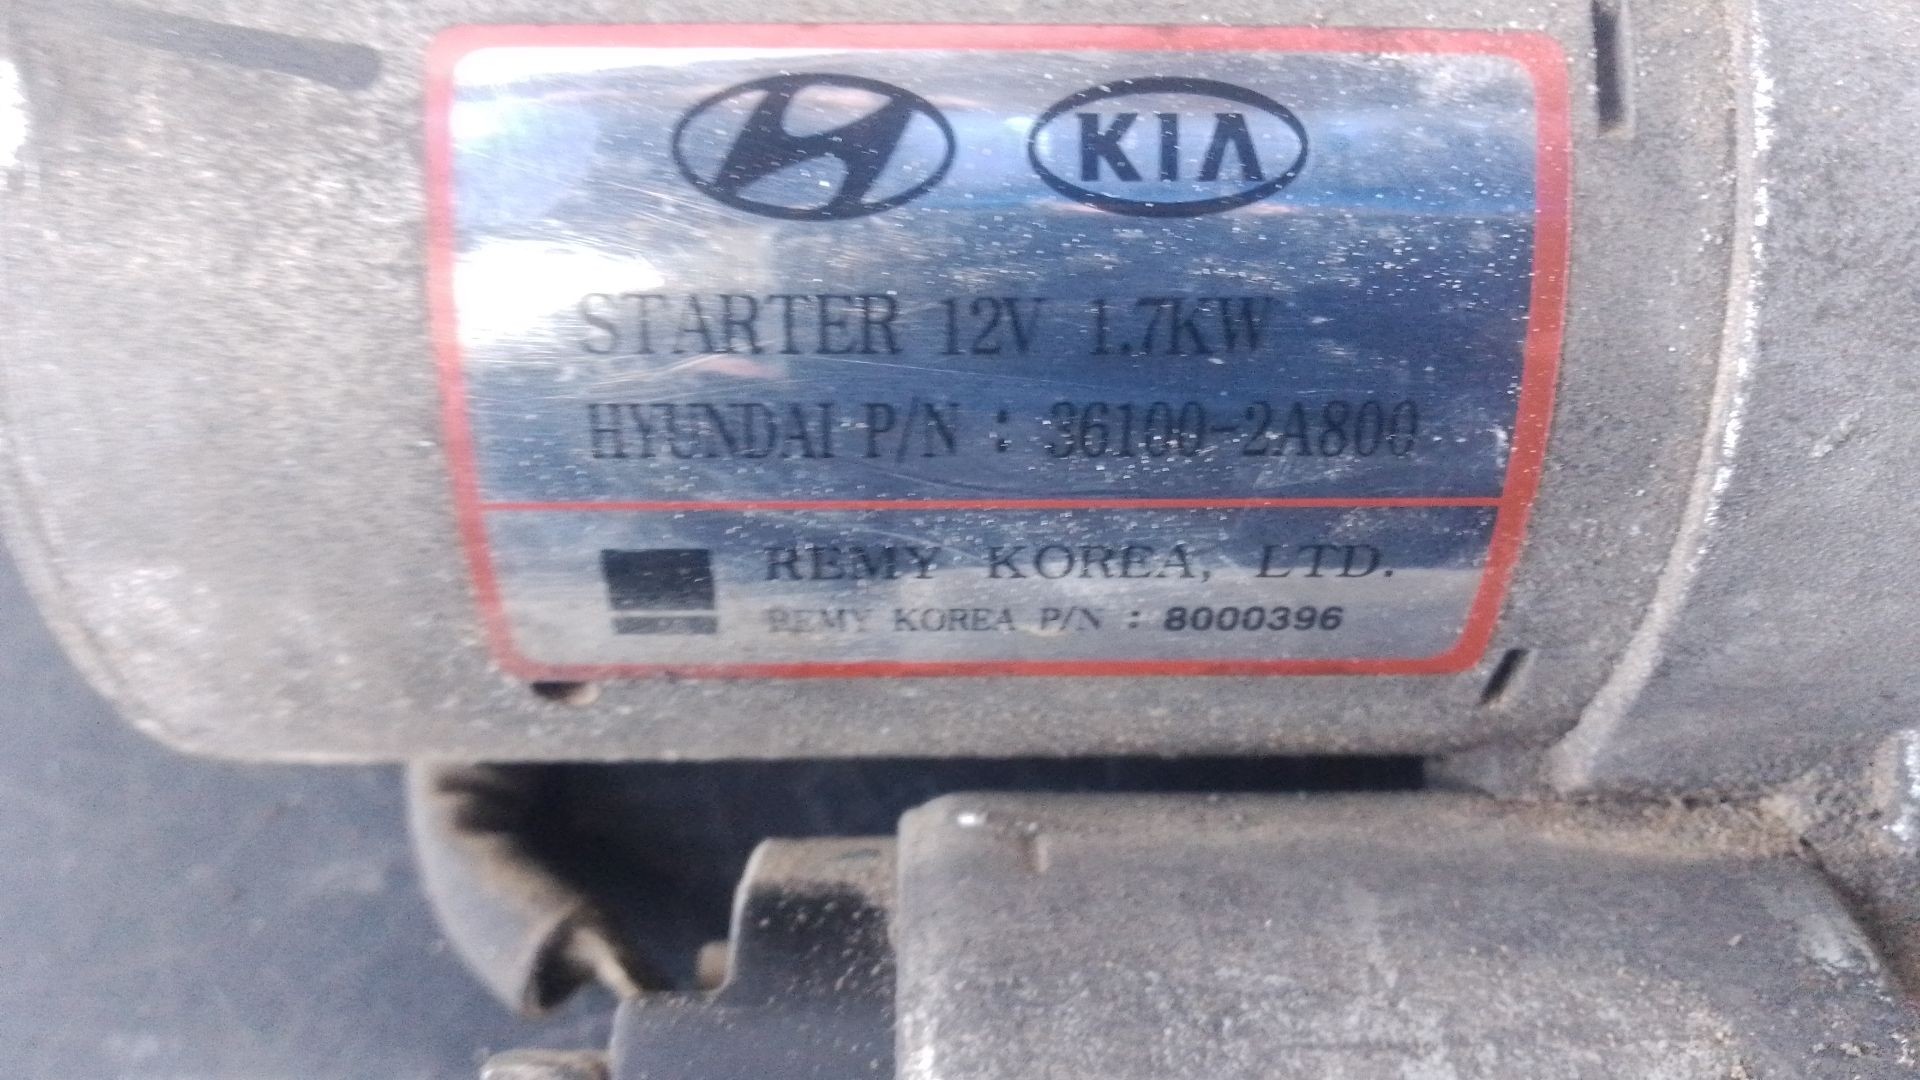 KIA
STARTER 12V 1.7KW
HYUNDAI P/N : 36100-2A800
REMY KOREA, LTD.
REMY KOREA P/N : 8000396